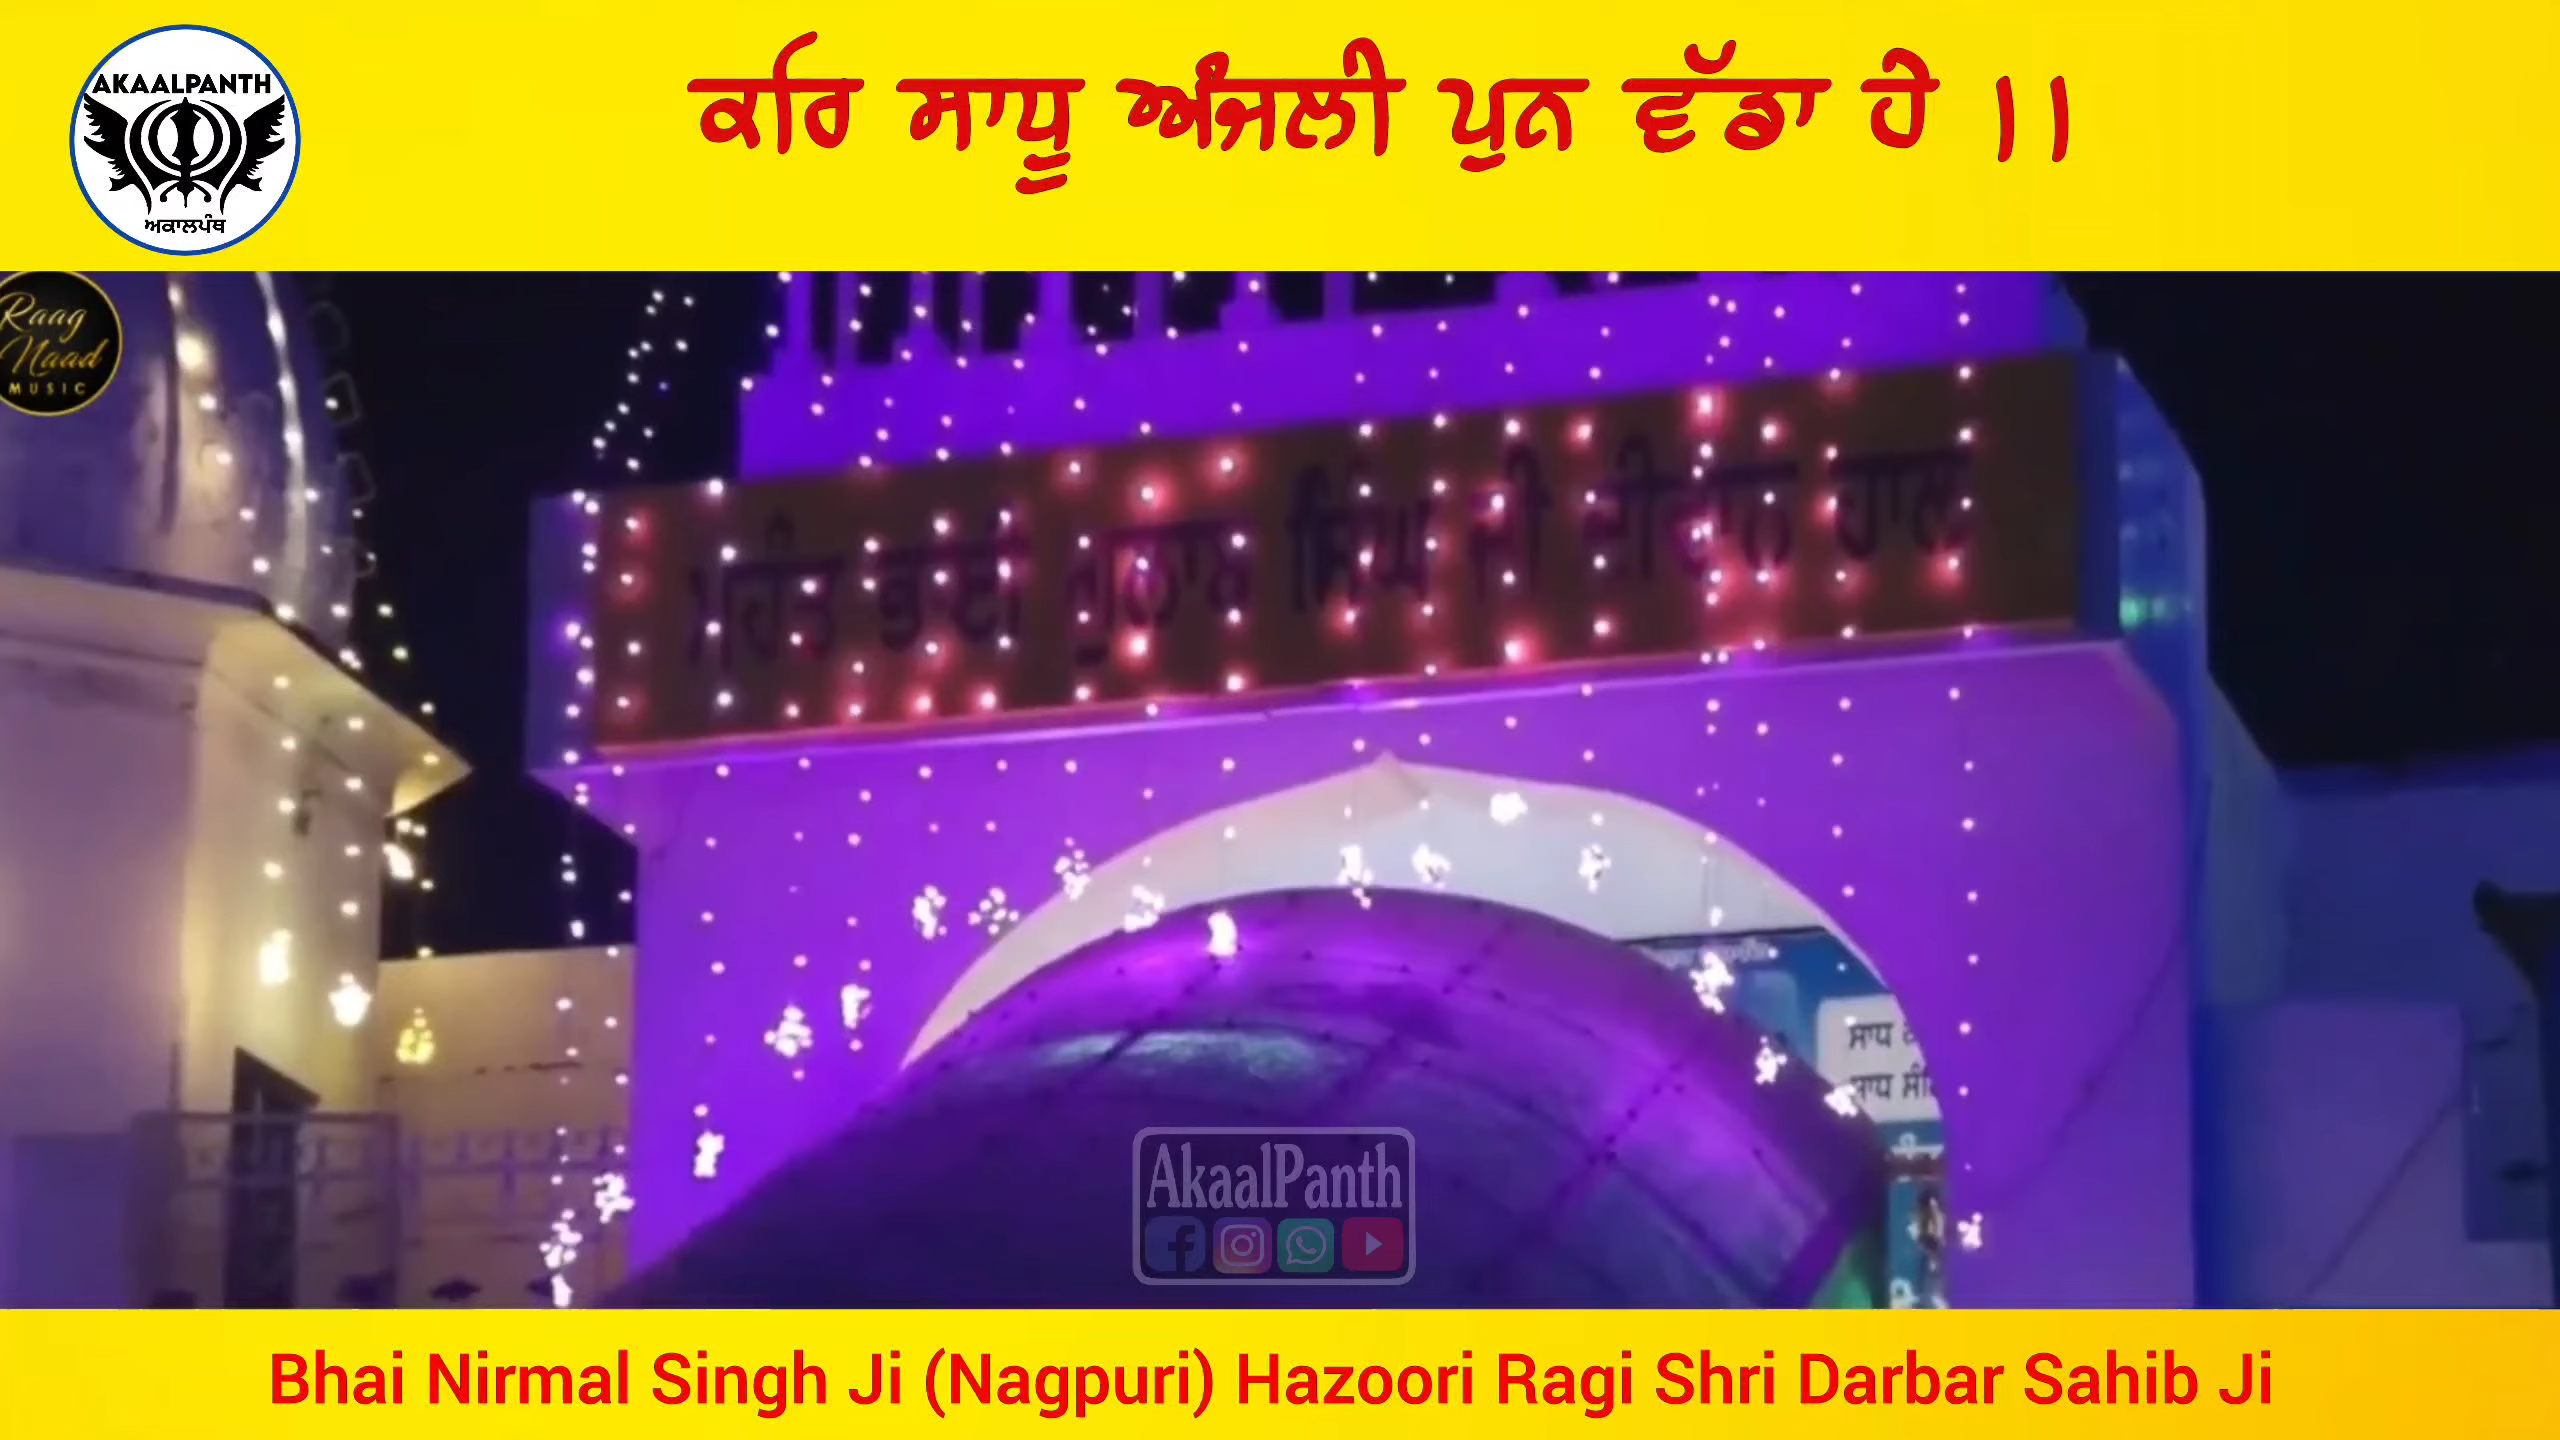 AKAALPANTH
ਅਕਾਲਪੰਥ
ਕਰਿ ਸਾਧੂ ਅੰਜਲੀ ਪੁਨ ਵੱਡਾ ਹੇ ।।
Raag
Naad
MUSIC
ਮਹੰਤ ਭਾਈ ਗੁਲਾਬ ਸਿੰਘ ਜੀ ਦੀਵਾਨ ਹਾਲ
ਸਾਧ
ਸਾਧ
AkaalPanth
Bhai Nirmal Singh Ji (Nagpuri) Hazoori Ragi Shri Darbar Sahib Ji